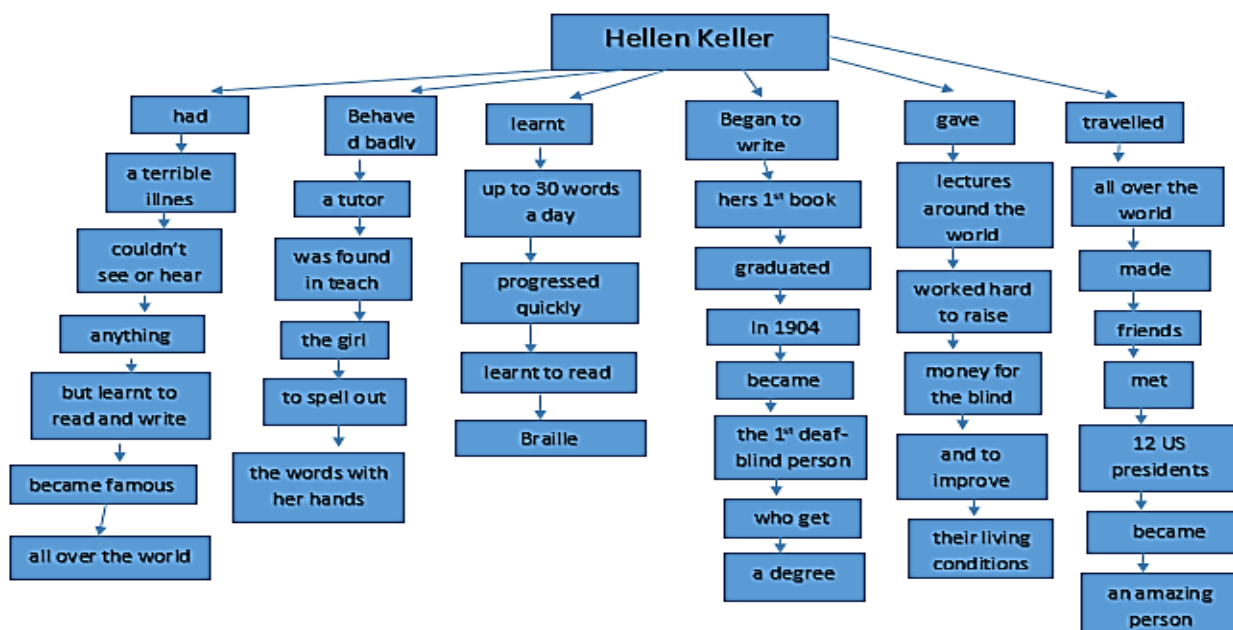 Hellen Keller
had
a terrible
illnes
couldn't
see or hear
anything
but learnt to
read and write
became famous
all over the world
Behave
d badly
a tutor
was found
in teach
the girl
to spell out
the words with
her hands
learnt
up to 30 words
a day
progressed
quickly
learnt to read
Braille
Began to
write
hers 1st book
graduated
In 1904
became
the 1st deaf-
blind person
who get
a degree
gave
lectures
around the
world
worked hard
to raise
money for
the blind
and to
improve
their living
conditions
travelled
all over the
world
made
friends
met
12 US
presidents
became
an amazing
person